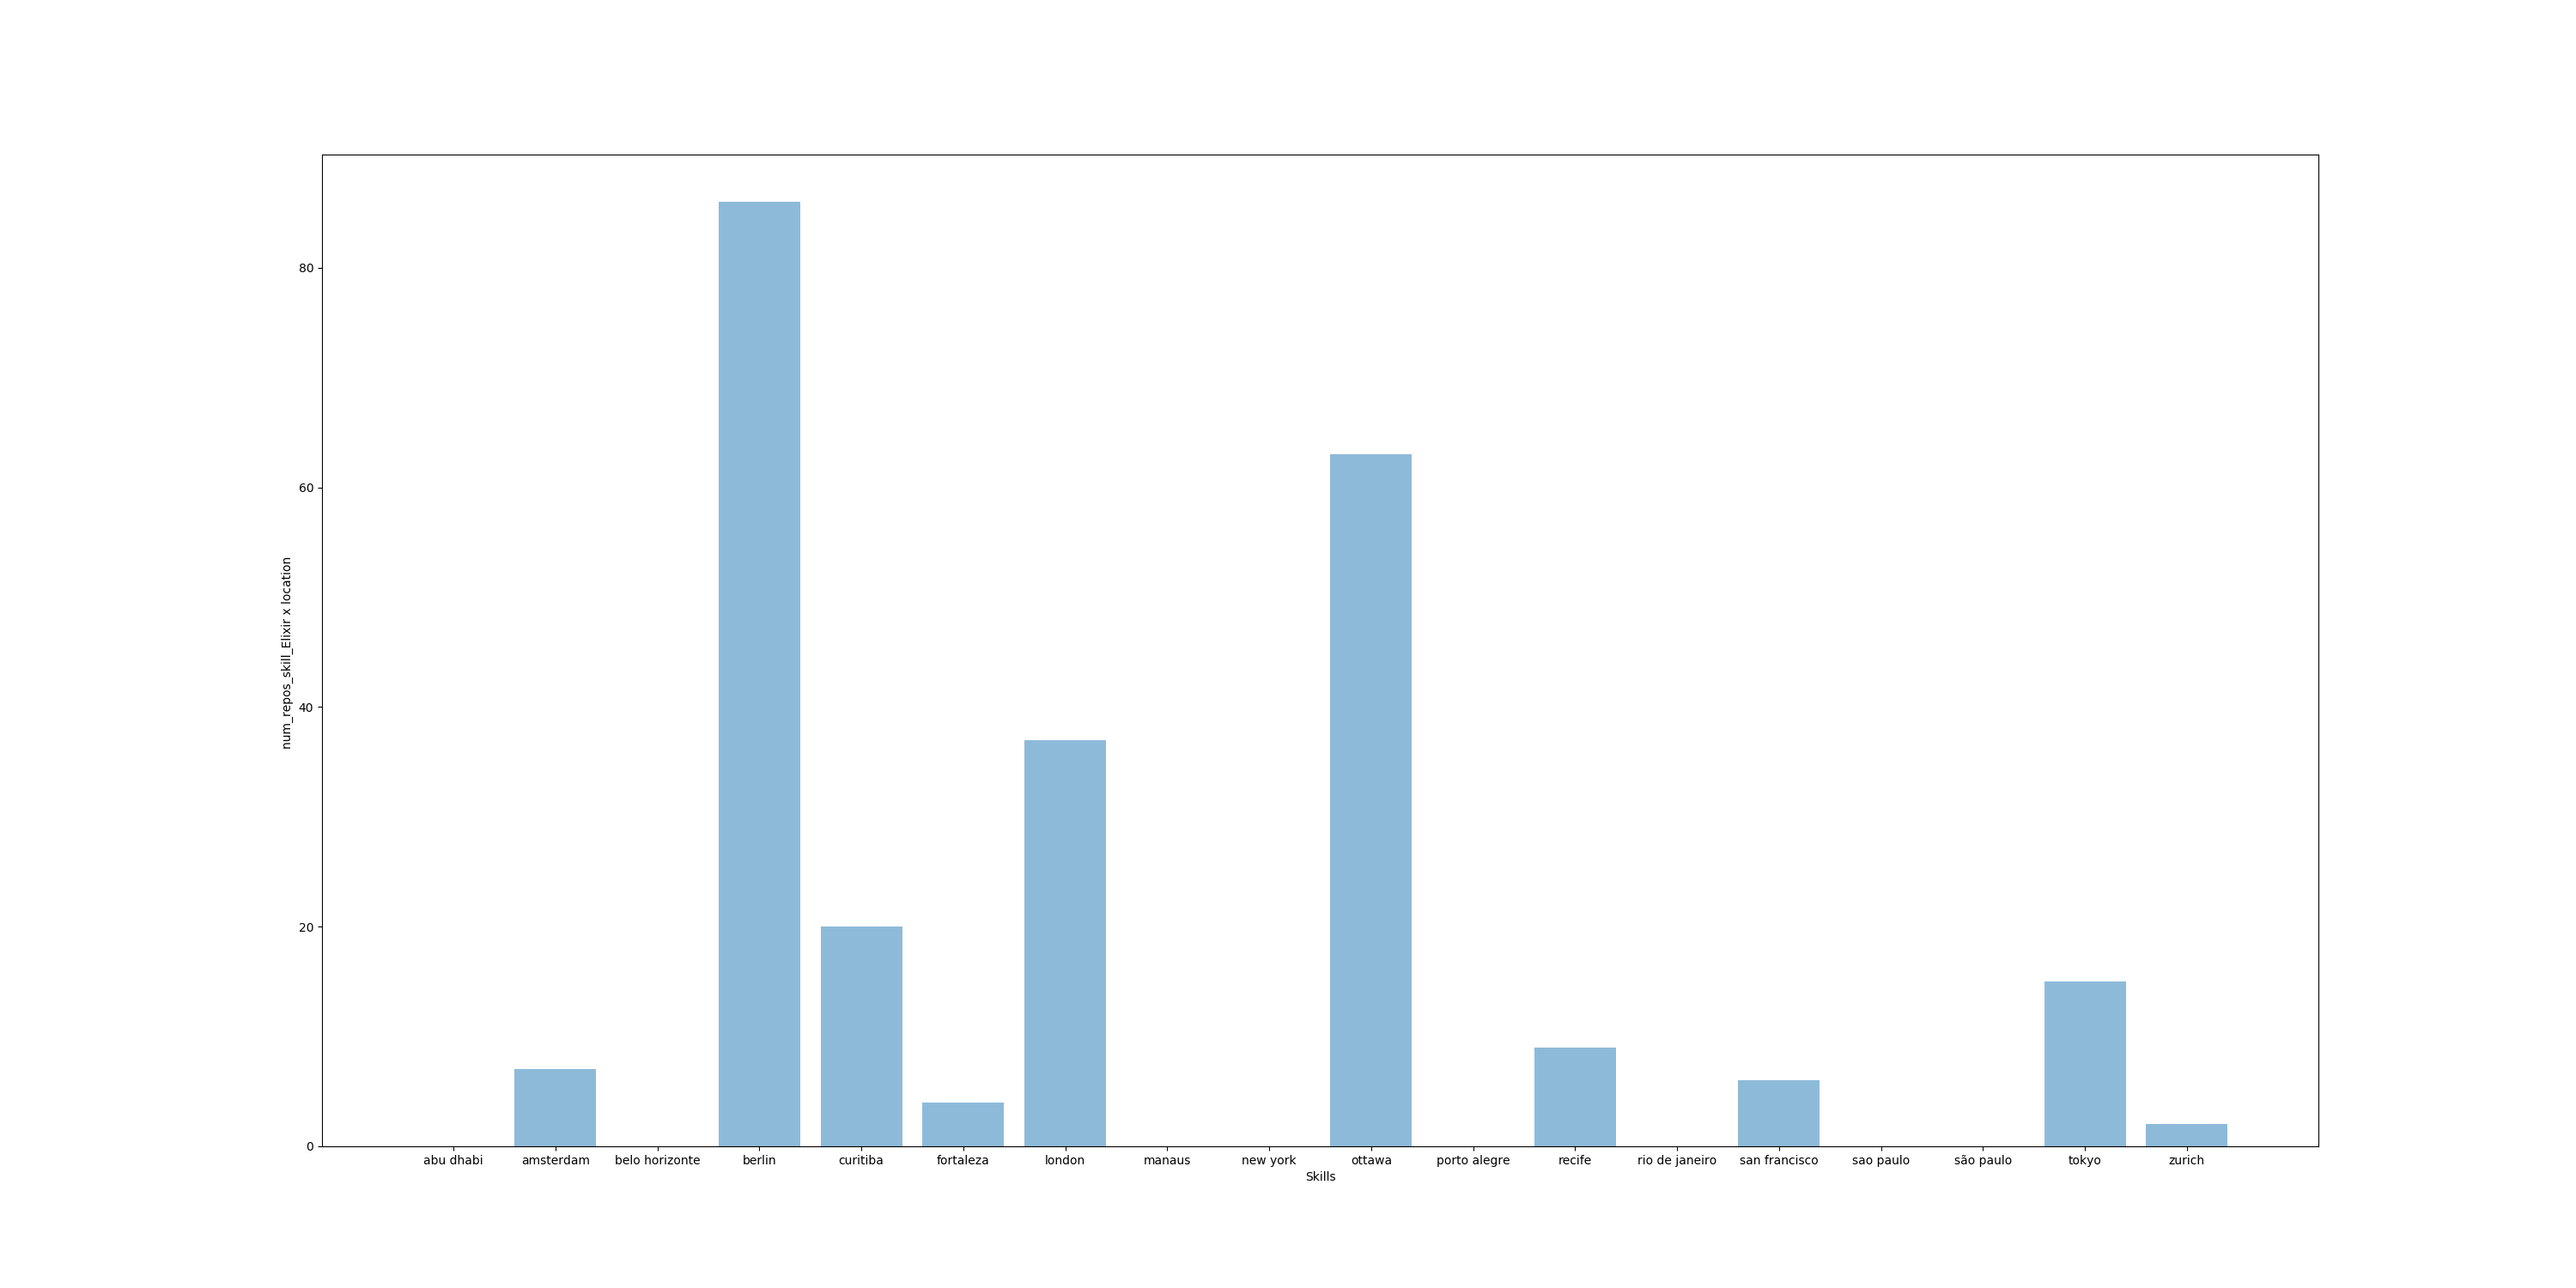 num_repos_skill_Elixir x location
80
60
40
20
0
abu dhabi amsterdam belo horizonte berlin curitiba fortaleza london manaus new york ottawa porto alegre recife rio de janeiro san francisco sao paulo são paulo tokyo zurich
Skills